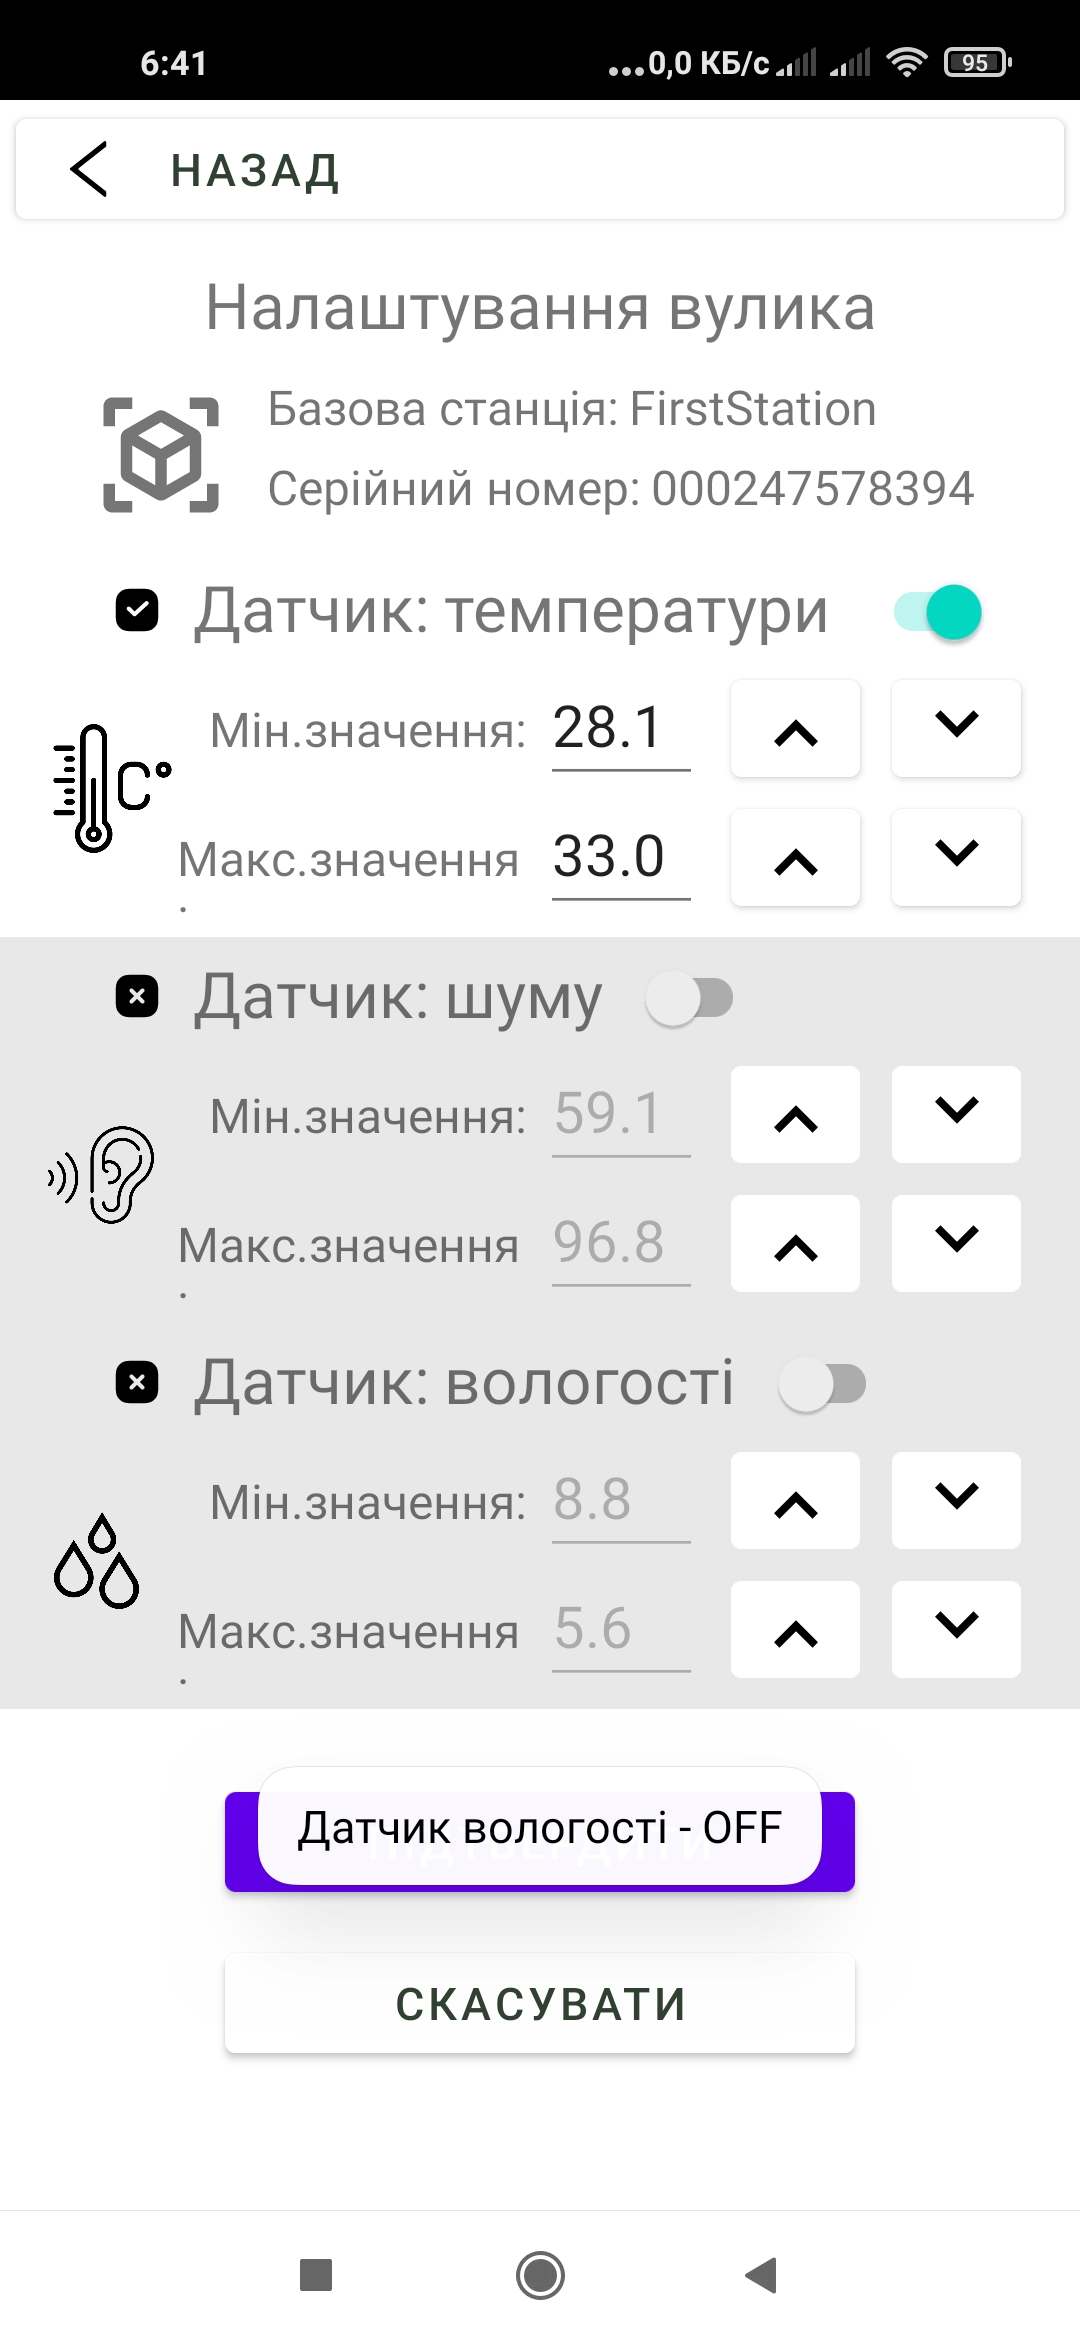 6:41
...0,0 КБ/с
95
НАЗАД
Налаштування вулика
Базова станція: FirstStation
Серійний номер: 000247578394
Датчик: температури
Мін.значення: 28.1
C°
Макс.значення 33.0
.
Датчик: шуму
Мін.значення: 59.1
Макс.значення 96.8
.
Датчик: вологості
Мін.значення: 8.8
Макс.значення 5.6
.
Датчик вологості - OFF
СКАСУВАТИ